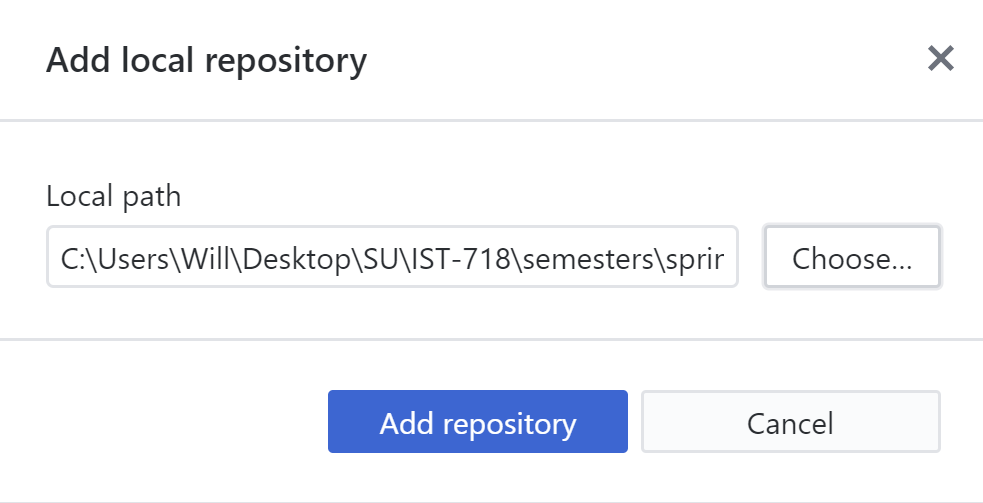 Add local repository
Local path
C:\Users\Will\Desktop\SU\IST-718\semesters\sprir
Choose...
Add repository
Cancel